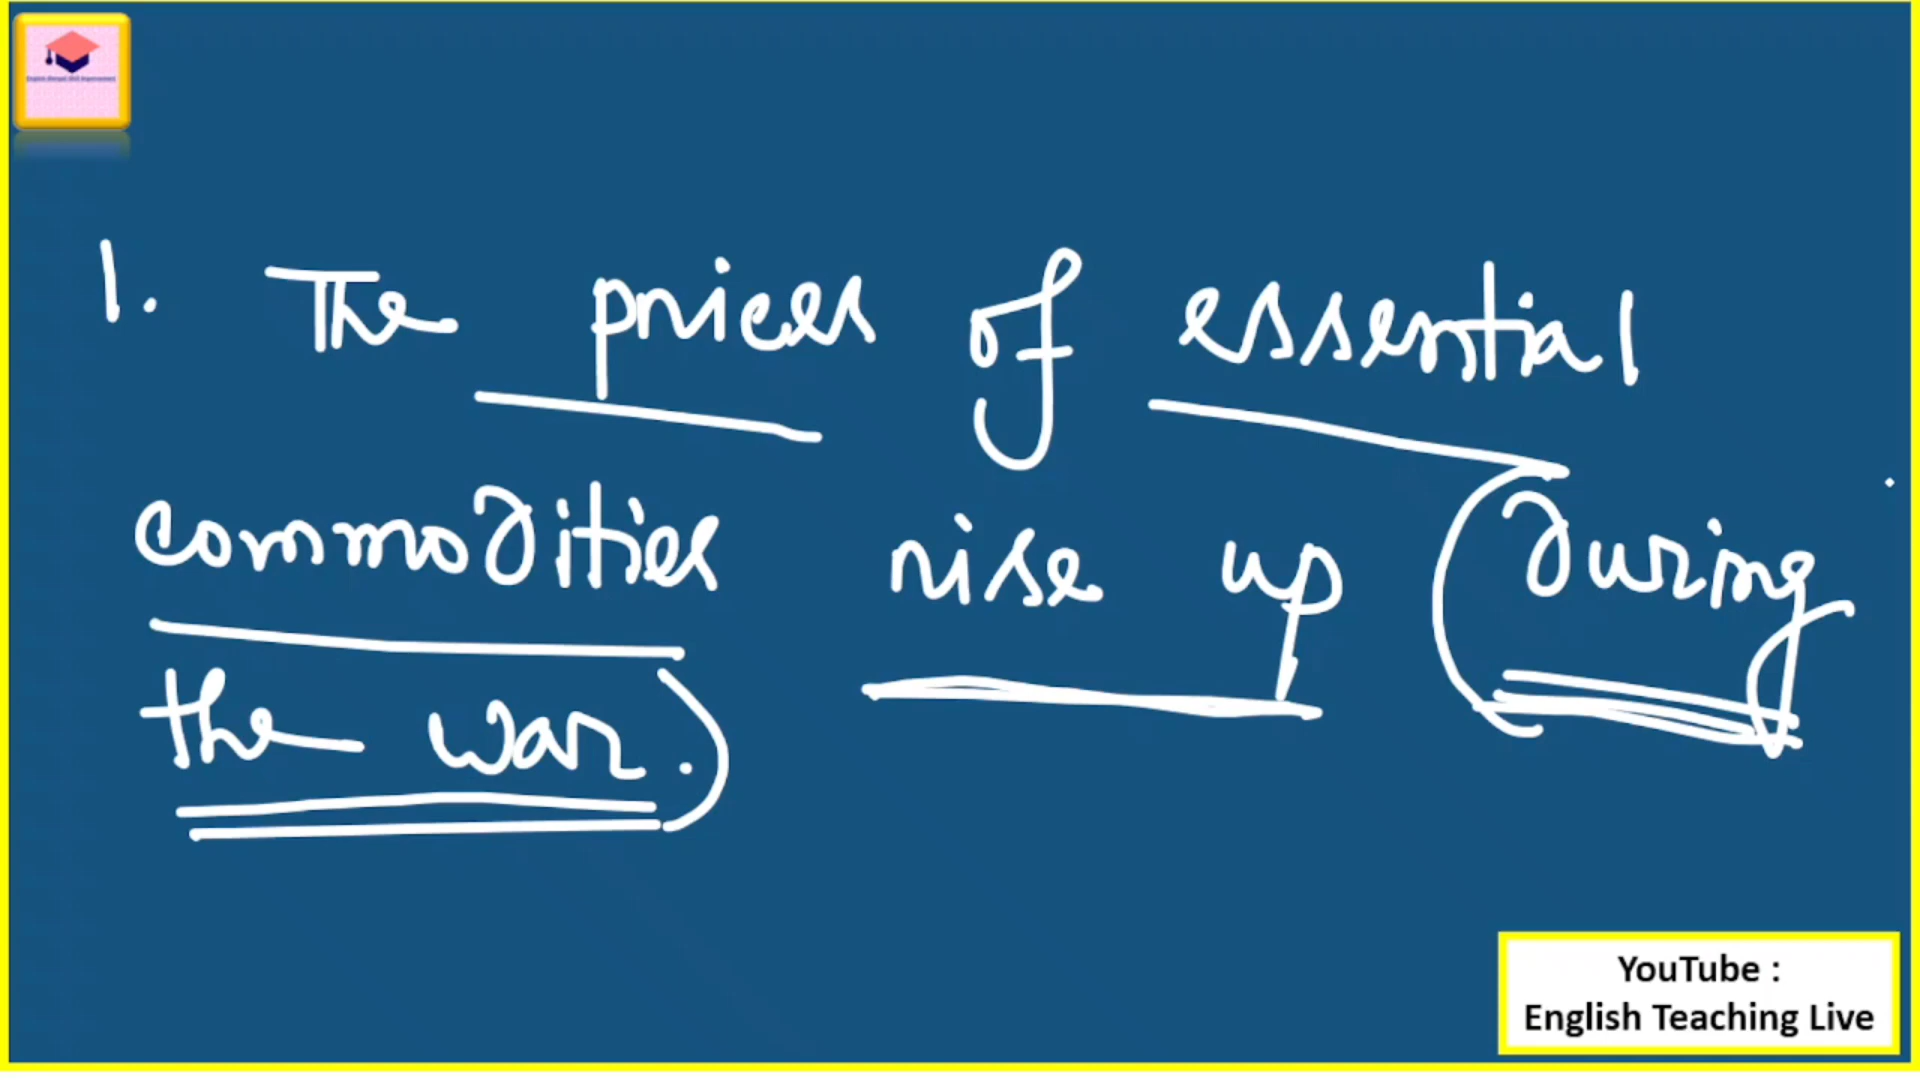 1. The prices of essential
commodities rise up (during
the war.)
YouTube :
English Teaching Live